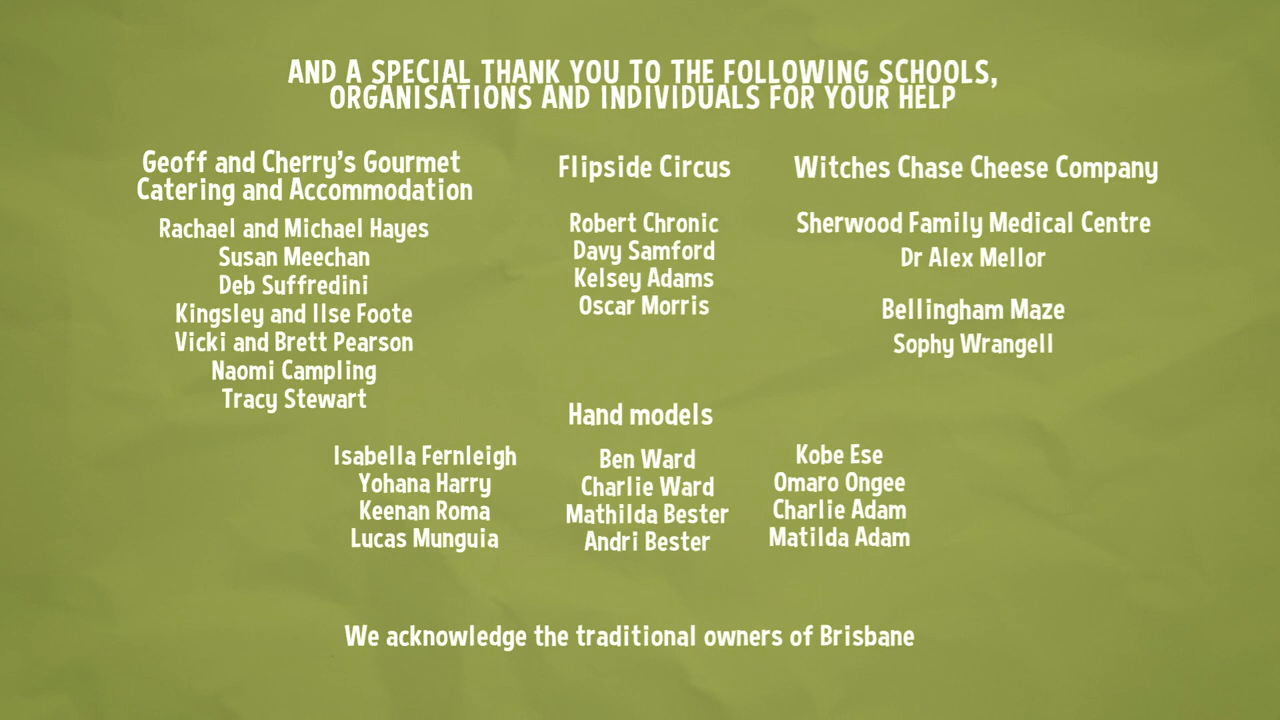 AND A SPECIAL THANK YOU TO THE FOLLOWING SCHOOLS,
ORGANISATIONS AND INDIVIDUALS FOR YOUR HELP
Geoff and Cherry's Gourmet
Catering and Accommodation
Rachael and Michael Hayes
Susan Meechan
Deb Suffredini
Kingsley and Ilse Foote
Vicki and Brett Pearson
Naomi Campling
Tracy Stewart
Flipside Circus
Robert Chronic
Davy Samford
Kelsey Adams
Oscar Morris
Witches Chase Cheese Company
Sherwood Family Medical Centre
Dr Alex Mellor
Bellingham Maze
Sophy Wrangell
Hand models
Isabella Fernleigh
Yohana Harry
Keenan Roma
Lucas Munguia
Ben Ward
Charlie Ward
Mathilda Bester
Andri Bester
Kobe Ese
Omaro Ongee
Charlie Adam
Matilda Adam
We acknowledge the traditional owners of Brisbane